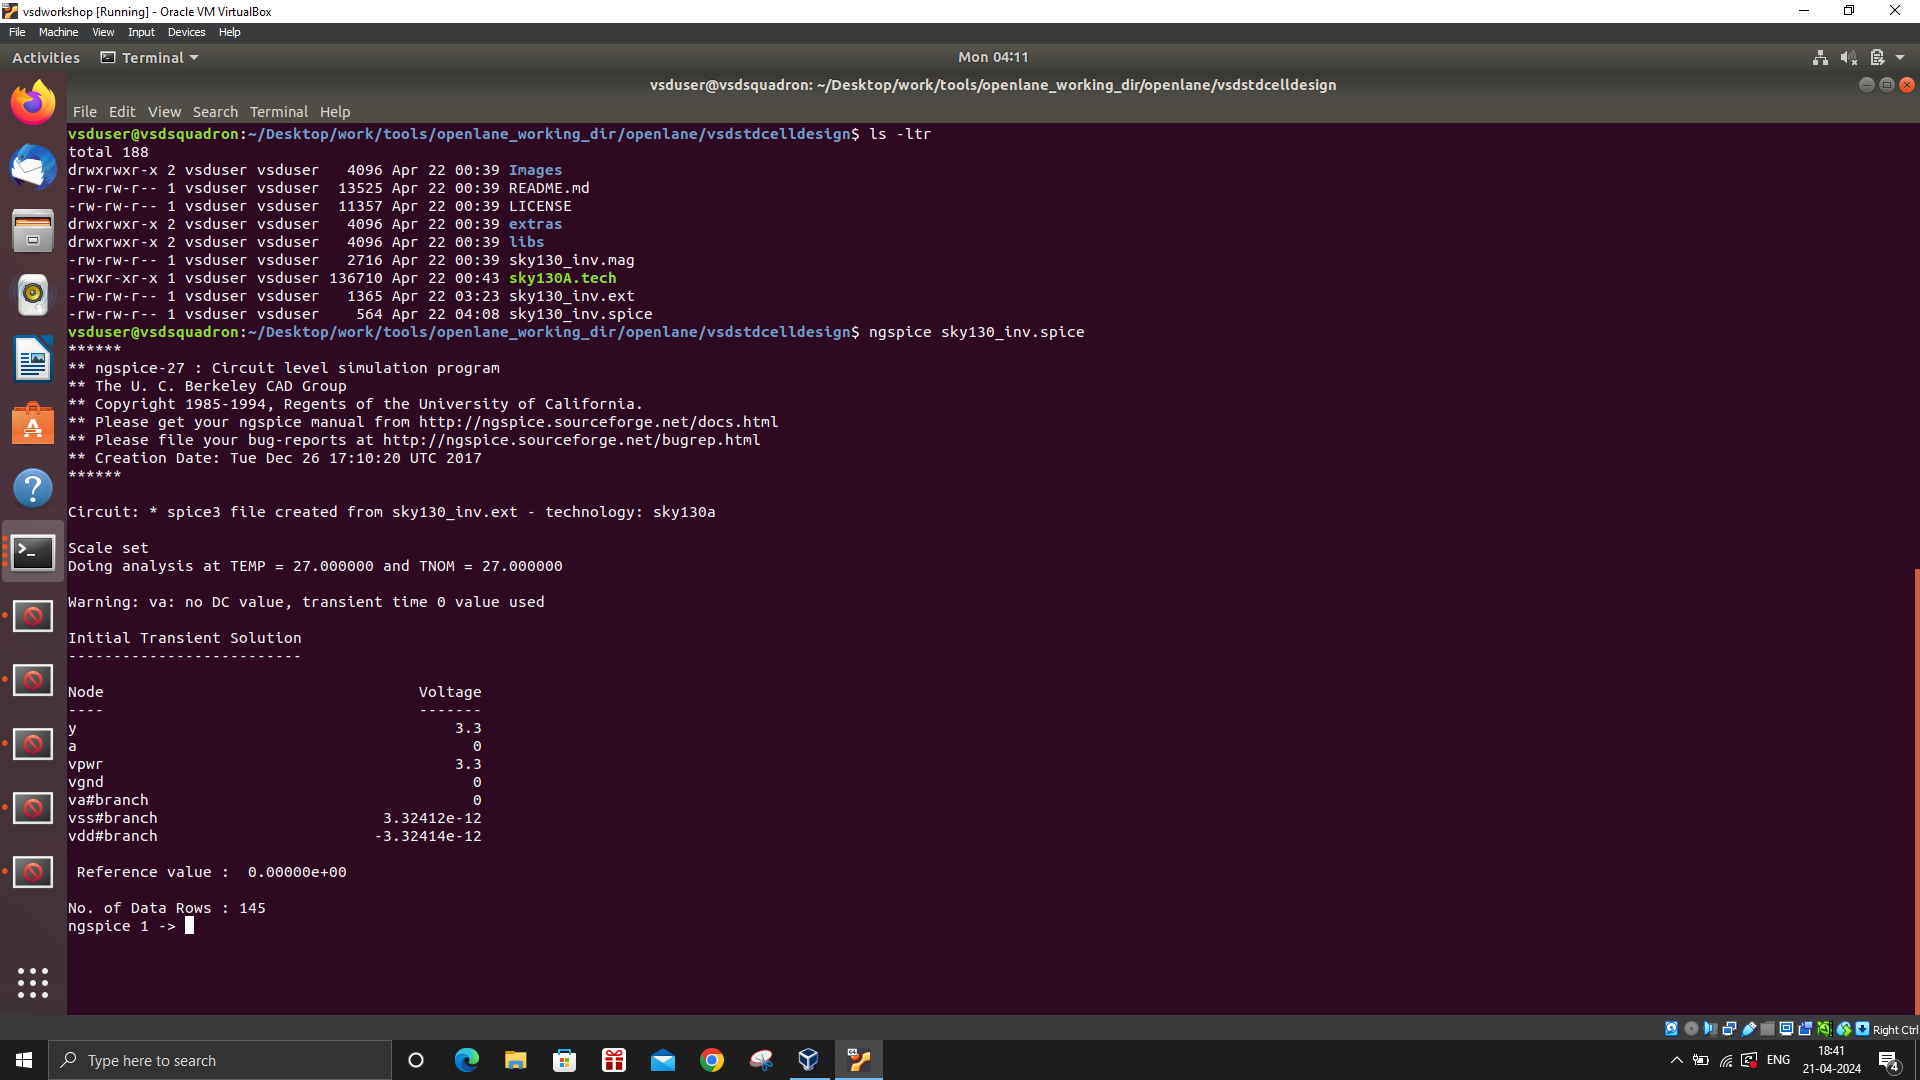 vsdworkshop [Running] - Oracle VM VirtualBox
File Machine View Input Devices Help
Activities Terminal Mon 04:11
vsduser@vsdsquadron: ~/Desktop/work/tools/openlane_working_dir/openlane/vsdstdcelldesign
File Edit View Search Terminal Help
vsduser@vsdsquadron:~/Desktop/work/tools/openlane_working_dir/openlane/vsdstdcelldesign$ ls -ltr
total 188
drwxrwxr-x 2 vsduser vsduser   4096 Apr 22 00:39 Images
-rw-rw-r-- 1 vsduser vsduser  13525 Apr 22 00:39 README.md
-rw-rw-r-- 1 vsduser vsduser  11357 Apr 22 00:39 LICENSE
drwxrwxr-x 2 vsduser vsduser   4096 Apr 22 00:39 extras
drwxrwxr-x 2 vsduser vsduser   4096 Apr 22 00:39 libs
-rw-rw-r-- 1 vsduser vsduser   2716 Apr 22 00:39 sky130_inv.mag
-rwxr-xr-x 1 vsduser vsduser 136710 Apr 22 00:43 sky130A.tech
-rw-rw-r-- 1 vsduser vsduser   1365 Apr 22 03:23 sky130_inv.ext
-rw-rw-r-- 1 vsduser vsduser    564 Apr 22 04:08 sky130_inv.spice
vsduser@vsdsquadron:~/Desktop/work/tools/openlane_working_dir/openlane/vsdstdcelldesign$ ngspice sky130_inv.spice
******
** ngspice-27 : Circuit level simulation program
** The U. C. Berkeley CAD Group
** Copyright 1985-1994, Regents of the University of California.
** Please get your ngspice manual from http://ngspice.sourceforge.net/docs.html
** Please file your bug-reports at http://ngspice.sourceforge.net/bugrep.html
** Creation Date: Tue Dec 26 17:10:20 UTC 2017
******
Circuit: * spice3 file created from sky130_inv.ext - technology: sky130a
Scale set
Doing analysis at TEMP = 27.000000 and TNOM = 27.000000
Warning: va: no DC value, transient time 0 value used
Initial Transient Solution
--------------------------
Node                                   Voltage
----                                   -------
y                                          3.3
a                                            0
vpwr                                       3.3
vgnd                                         0
va#branch                                    0
vss#branch                         3.32412e-12
vdd#branch                        -3.32414e-12
Reference value :  0.00000e+00
No. of Data Rows : 145
ngspice 1 ->
Right Ctrl
Type here to search
ENG
18:41
21-04-2024
4